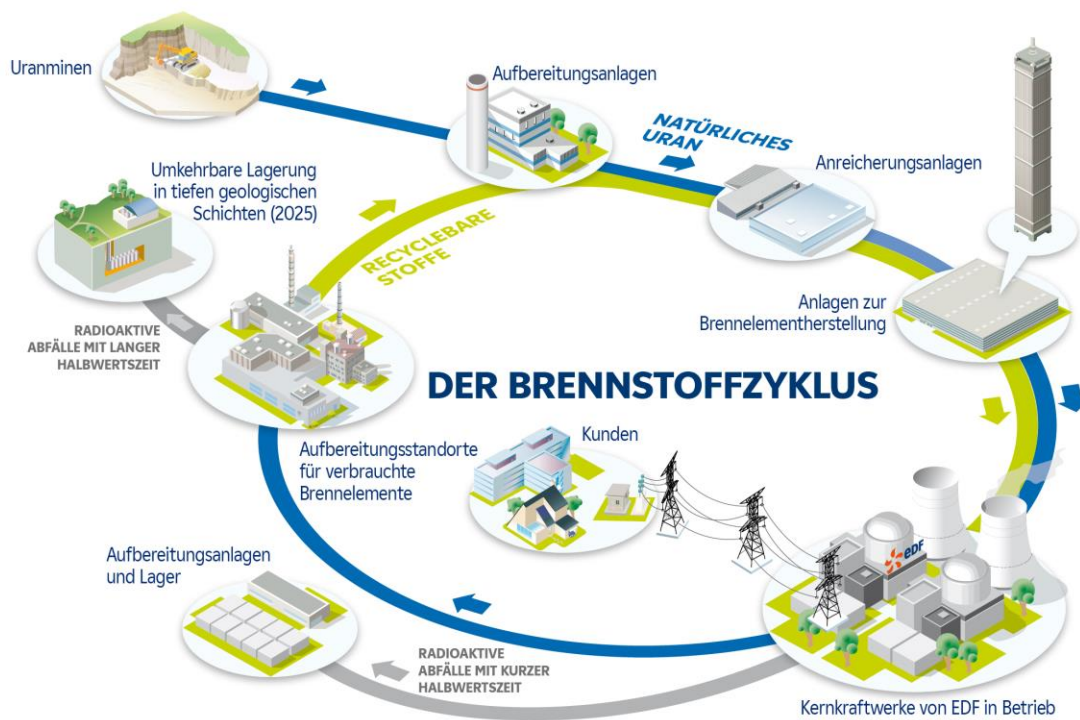 Uranminen
Aufbereitungsanlagen
NATÜRLICHES
URAN
Anreicherungsanlagen
Umkehrbare Lagerung
in tiefen geologischen
Schichten (2025)
RECYCLEBARE
STOFFE
Anlagen zur
Brennelementherstellung
RADIOAKTIVE
ABFÄLLE MIT LANGER
HALBWERTSZEIT
DER BRENNSTOFFZYKLUS
Aufbereitungsstandorte
für verbrauchte
Brennelemente
Kunden
Aufbereitungsanlagen
und Lager
edf
RADIOAKTIVE
ABFÄLLE MIT KURZER
HALBWERTSZEIT
Kernkraftwerke von EDF in Betrieb